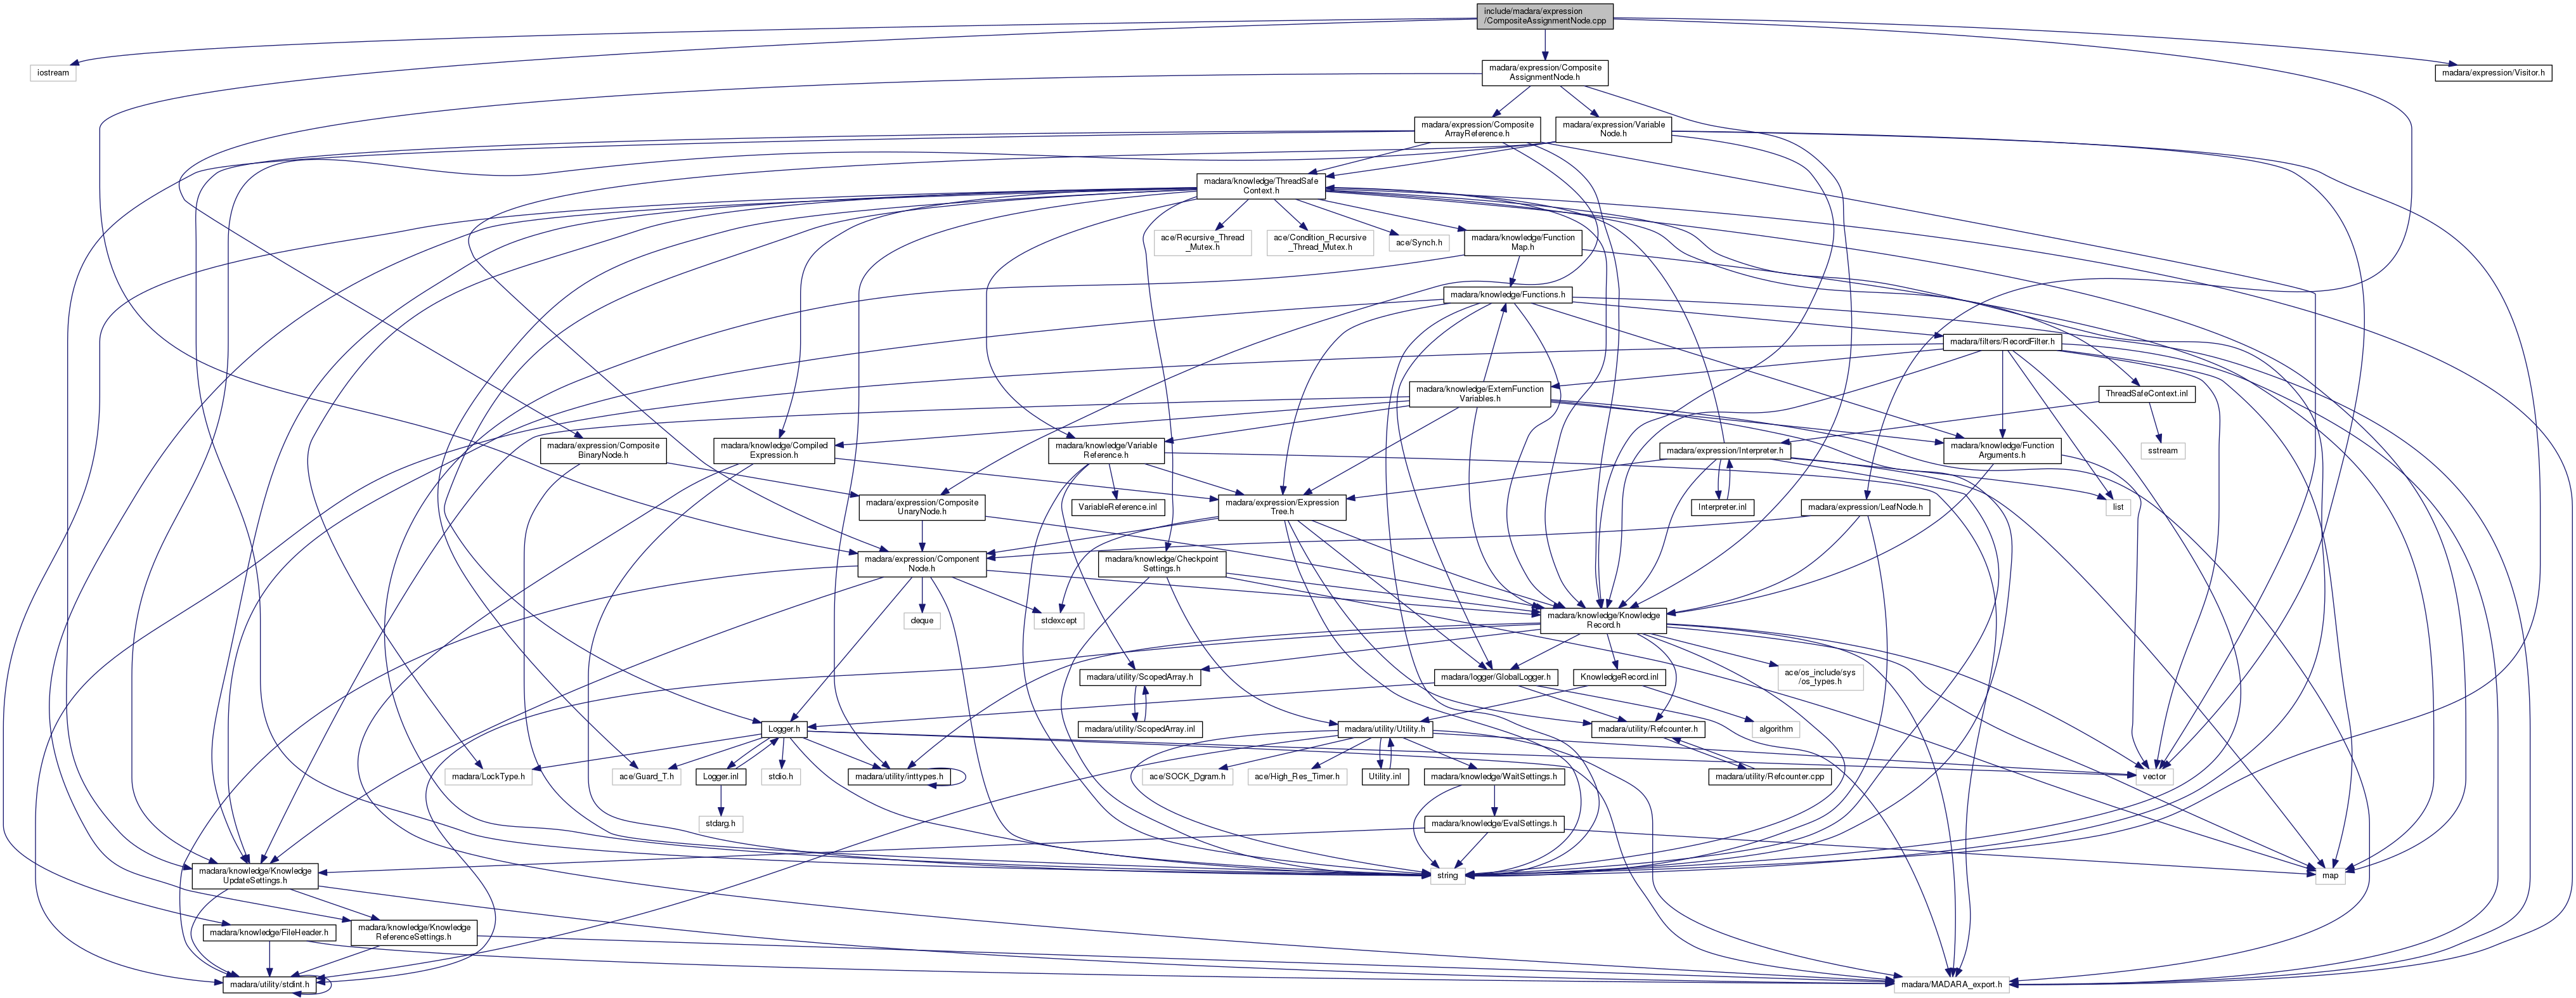 include/madara/expression
/CompositeAssignmentNode.cpp
iostream
madara/expression/Composite
AssignmentNode.h
madara/expression/Visitor.h
madara/expression/Composite
ArrayReference.h
madara/expression/Variable
Node.h
madara/knowledge/ThreadSafe
Context.h
ace/Recursive_Thread
_Mutex.h
ace/Condition_Recursive
_Thread_Mutex.h
ace/Synch.h
madara/knowledge/Function
Map.h
madara/knowledge/Functions.h
madara/filters/RecordFilter.h
madara/knowledge/ExternFunction
Variables.h
ThreadSafeContext.inl
madara/expression/Composite
BinaryNode.h
madara/knowledge/Compiled
Expression.h
madara/knowledge/Variable
Reference.h
madara/expression/Interpreter.h
madara/knowledge/Function
Arguments.h
sstream
madara/expression/Composite
UnaryNode.h
VariableReference.inl
madara/expression/Expression
Tree.h
Interpreter.inl
madara/expression/LeafNode.h
list
madara/expression/Component
Node.h
madara/knowledge/Checkpoint
Settings.h
deque
stdexcept
madara/knowledge/Knowledge
Record.h
madara/utility/ScopedArray.h
madara/logger/GlobalLogger.h
KnowledgeRecord.inl
ace/os_include/sys
/os_types.h
Logger.h
madara/utility/ScopedArray.inl
madara/utility/Utility.h
madara/utility/Refcounter.h
algorithm
madara/LockType.h
ace/Guard_T.h
Logger.inl
stdio.h
madara/utility/inttypes.h
ace/SOCK_Dgram.h
ace/High_Res_Timer.h
Utility.inl
madara/knowledge/WaitSettings.h
madara/utility/Refcounter.cpp
vector
stdarg.h
madara/knowledge/EvalSettings.h
madara/knowledge/Knowledge
UpdateSettings.h
string
map
madara/knowledge/FileHeader.h
madara/knowledge/Knowledge
ReferenceSettings.h
madara/utility/stdint.h
madara/MADARA_export.h